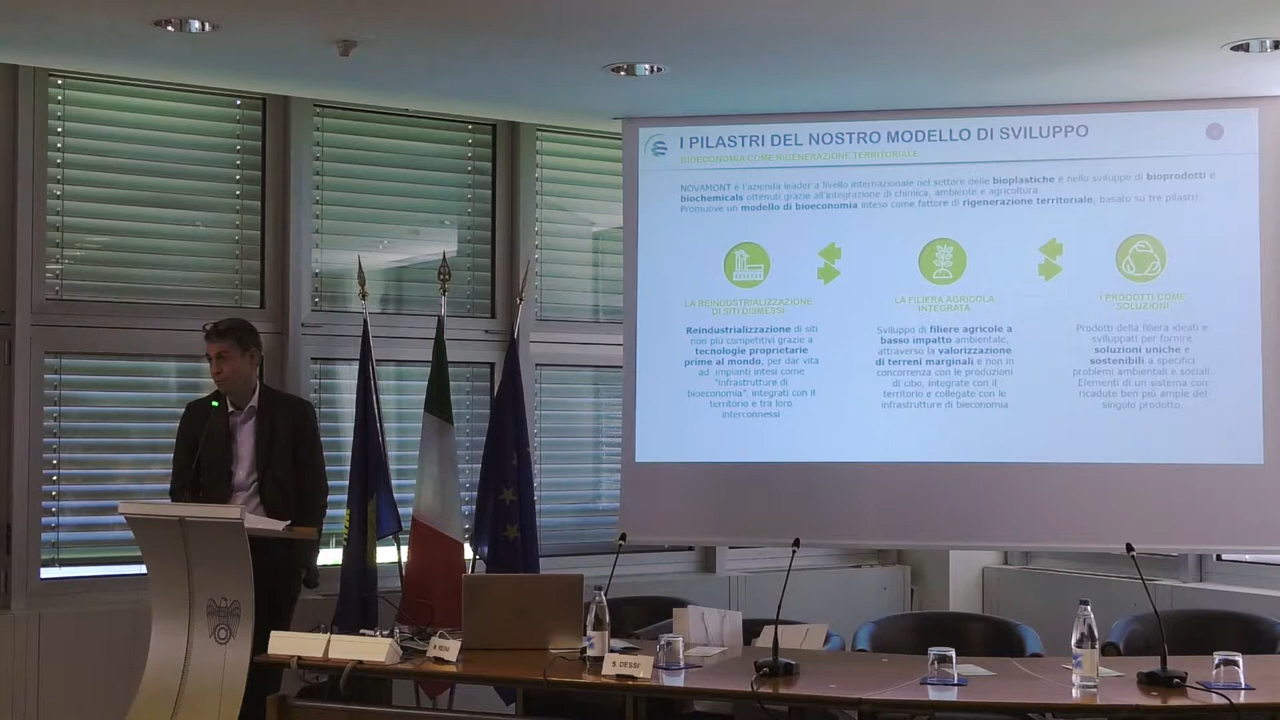 I PILASTRI DEL NOSTRO MODELLO DI SVILUPPO
BIOECONOMIA COME RIGENERAZIONE TERRITORIALE
NOVAMONT è l'azienda leader a livello internazionale nel settore delle bioplastiche e nello sviluppo di bioprodotti e
biochemicals ottenuti grazie all'integrazione di chimica, ambiente e agricoltura.
Promuove un modello di bioeconomia inteso come fattore di rigenerazione territoriale, basato su tre pilastri:
LA REINDUSTRIALIZZAZIONE
DI SITI DISMESSI
Reindustrializzazione di siti
non più competitivi grazie a
tecnologie proprietarie
prime al mondo, per dar vita
ad impianti intesi come
"infrastrutture di
bioeconomia", integrati con il
territorio e tra loro
interconnessi
LA FILIERA AGRICOLA
INTEGRATA
Sviluppo di filiere agricole a
basso impatto ambientale,
attraverso la valorizzazione
di terreni marginali e non in
concorrenza con le produzioni
di cibo, integrate con il
territorio e collegate con le
infrastrutture di bieconomia
I PRODOTTI COME
SOLUZIONI
Prodotti della filiera ideati e
sviluppati per fornire
soluzioni uniche e
sostenibili a specifici
problemi ambientali e sociali.
Elementi di un sistema con
ricadute ben più ampie del
singolo prodotto
S. DESSI'